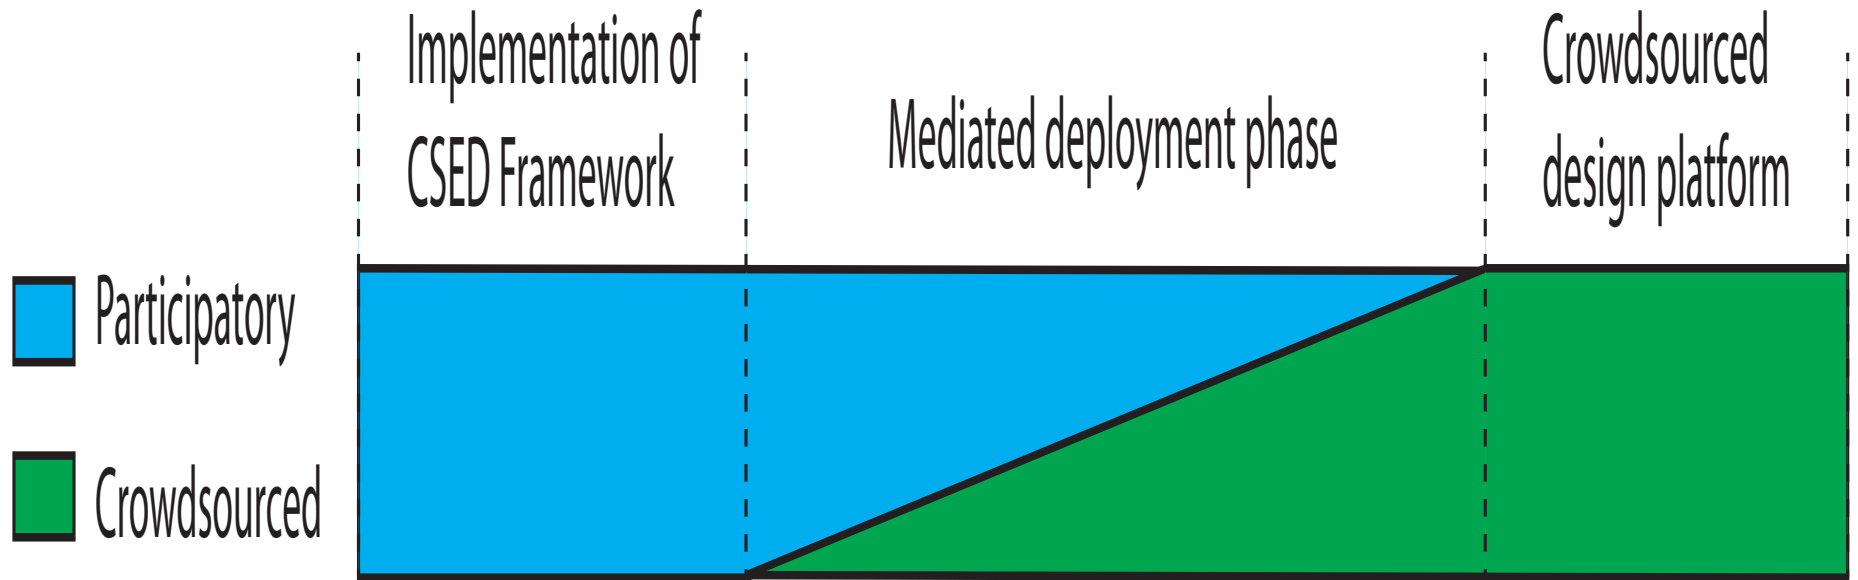 Implementation of
CSED Framework
Mediated deployment phase
Crowdsourced
design platform
Participatory
Crowdsourced